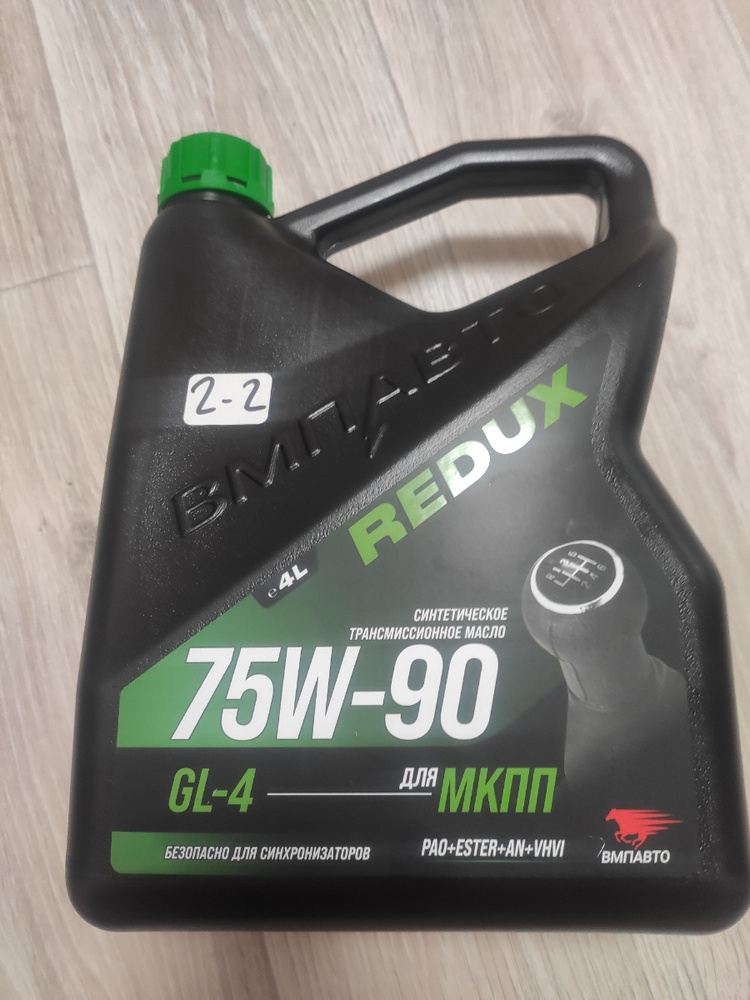 2-2
ВМПАВТО
REDUX
e 4L
СИНТЕТИЧЕСКОЕ
ТРАНСМИССИОННОЕ МАСЛО
75W-90
GL-4 ДЛЯ МКПП
БЕЗОПАСНО ДЛЯ СИНХРОНИЗАТОРОВ PAO+ESTER+AN+VHVI
ВМПАВТО